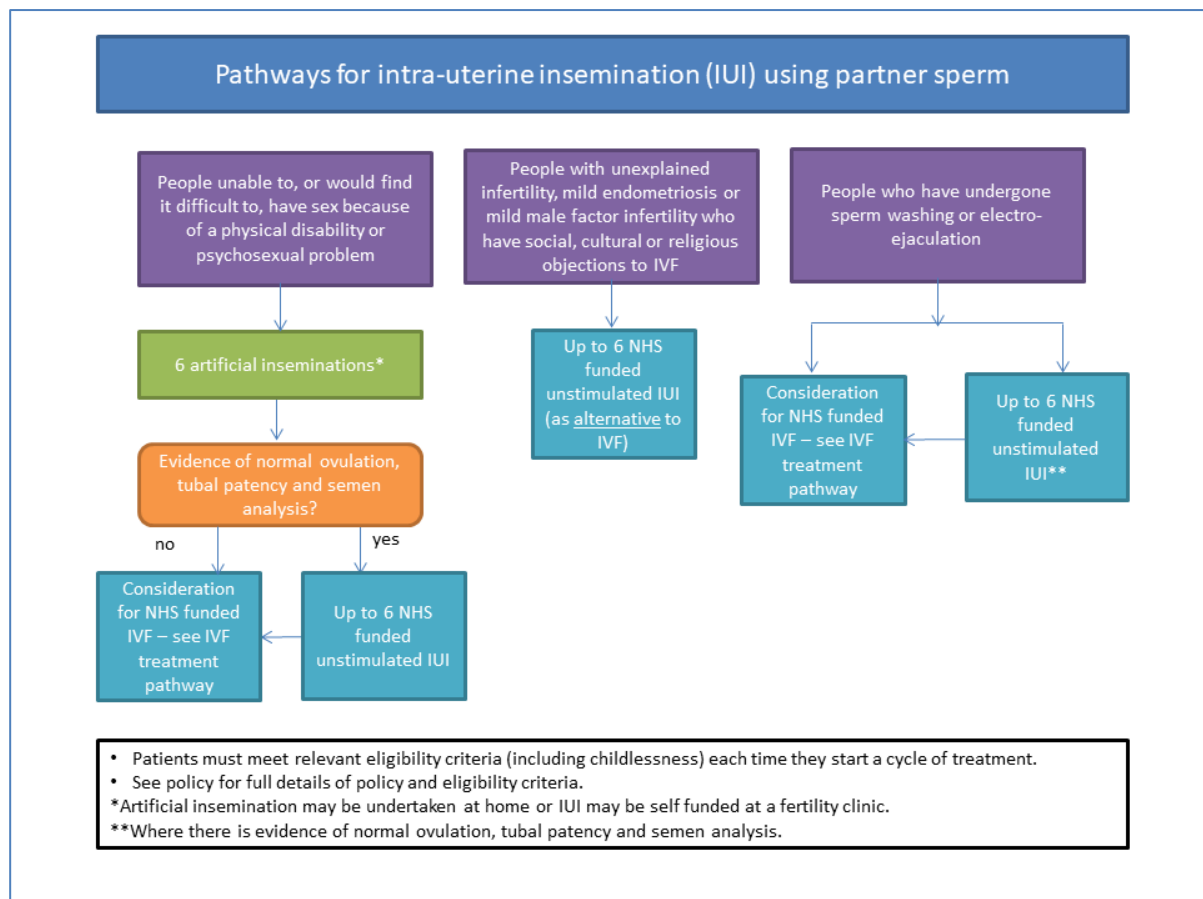 Pathways for intra-uterine insemination (IUI) using partner sperm
People unable to, or would find
it difficult to, have sex because
of a physical disability or
psychosexual problem
People with unexplained
infertility, mild endometriosis or
mild male factor infertility who
have social, cultural or religious
objections to IVF
People who have undergone
sperm washing or electro-
ejaculation
6 artificial inseminations*
Up to 6 NHS
funded
unstimulated IUI
(as alternative to
IVF)
Consideration
for NHS funded
IVF – see IVF
treatment
pathway
Up to 6 NHS
funded
unstimulated
IUI**
Evidence of normal ovulation,
tubal patency and semen
analysis?
no
yes
Consideration
for NHS funded
IVF – see IVF
treatment
pathway
Up to 6 NHS
funded
unstimulated IUI
• Patients must meet relevant eligibility criteria (including childlessness) each time they start a cycle of treatment.
• See policy for full details of policy and eligibility criteria.
*Artificial insemination may be undertaken at home or IUI may be self funded at a fertility clinic.
**Where there is evidence of normal ovulation, tubal patency and semen analysis.